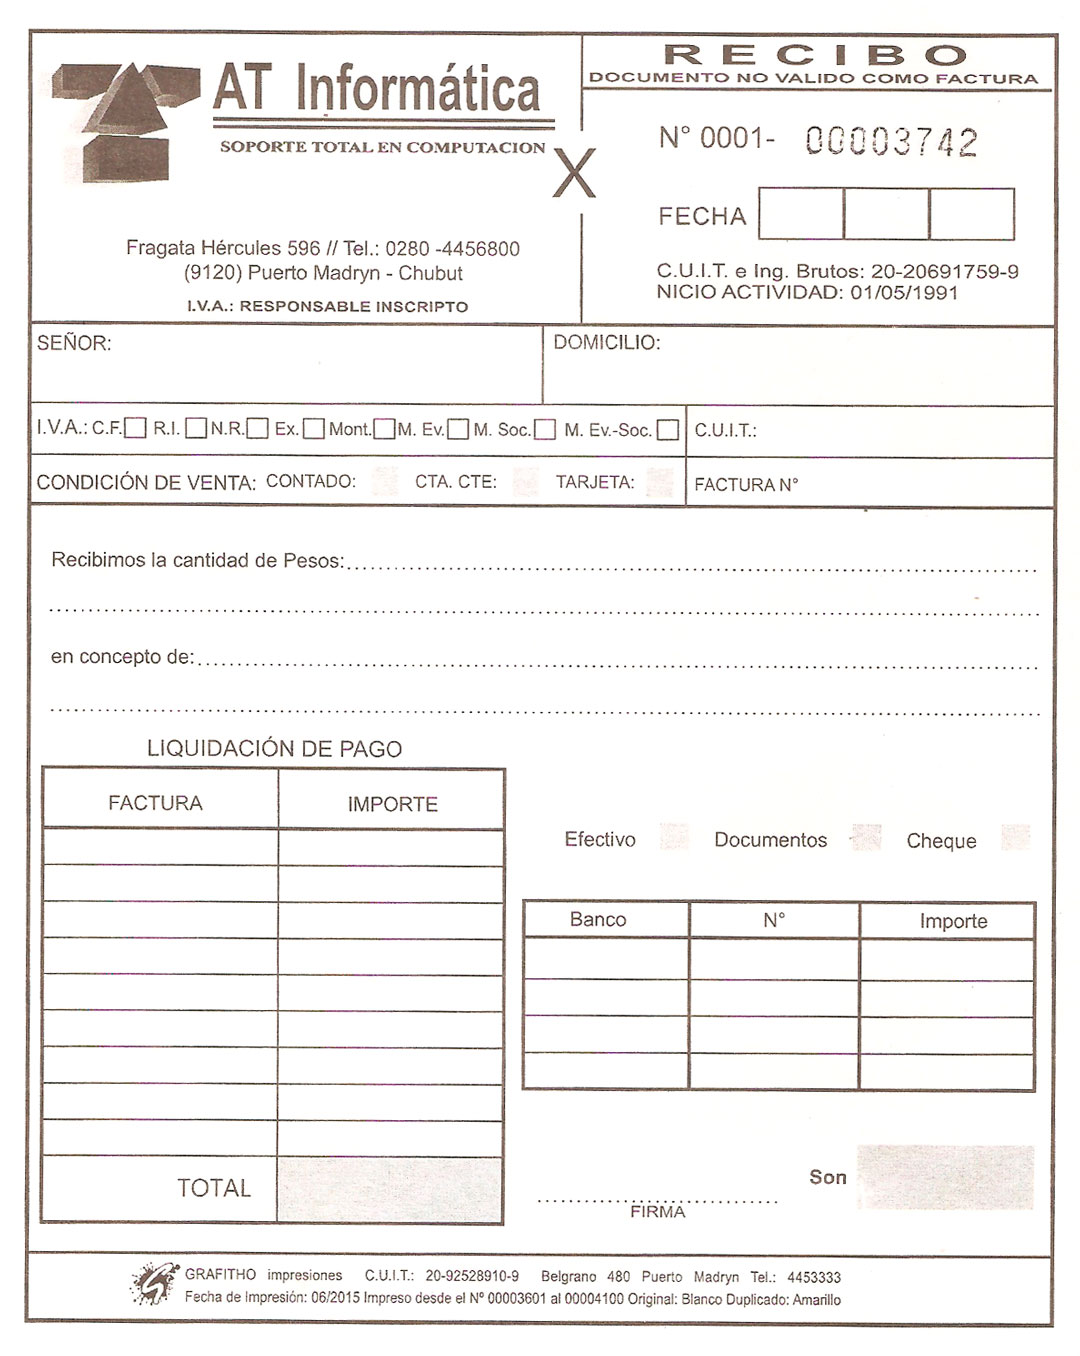 AT Informática
SOPORTE TOTAL EN COMPUTACION
Fragata Hércules 596 // Tel.: 0280 -4456800
(9120) Puerto Madryn - Chubut
I.V.A.: RESPONSABLE INSCRIPTO
X
RECIBO
DOCUMENTO NO VALIDO COMO FACTURA
N° 0001- 00003742
FECHA
C.U.I.T. e Ing. Brutos: 20-20691759-9
NICIO ACTIVIDAD: 01/05/1991
SEÑOR: DOMICILIO:
I.V.A.: C.F. R.I. N.R. Ex. Mont. M. Ev. M. Soc. M. Ev.-Soc. C.U.I.T.:
CONDICIÓN DE VENTA: CONTADO: CTA. CTE: TARJETA: FACTURA N°
Recibimos la cantidad de Pesos:
en concepto de:
LIQUIDACIÓN DE PAGO
FACTURA IMPORTE
TOTAL
Efectivo Documentos Cheque
Banco N° Importe
Son
FIRMA
GRAFITHO impresiones C.U.I.T.: 20-92528910-9 Belgrano 480 Puerto Madryn Tel.: 4453333
Fecha de Impresión: 06/2015 Impreso desde el Nº 00003601 al 00004100 Original: Blanco Duplicado: Amarillo